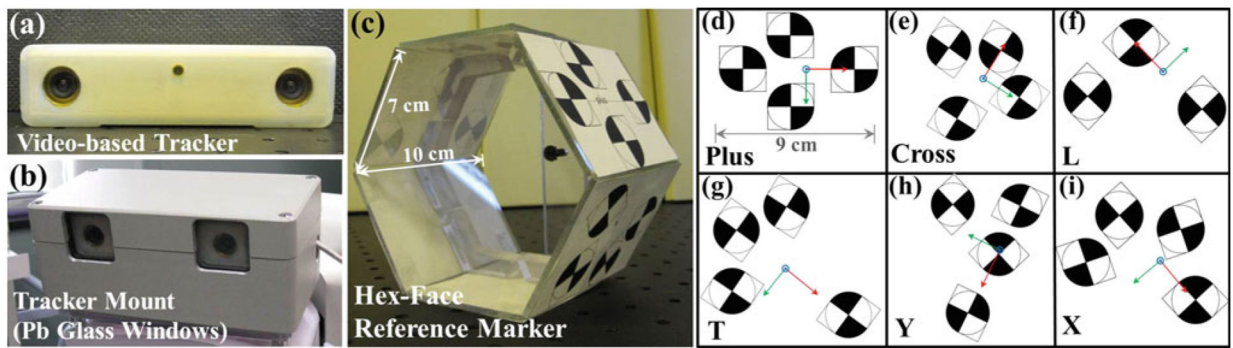 (a)
Video-based Tracker
(b)
Tracker Mount
(Pb Glass Windows)
(c)
7 cm
10 cm
Hex-Face
Reference Marker
(d)
9 cm
Plus
(e)
Cross
(f)
L
(g)
T
(h)
Y
(i)
X